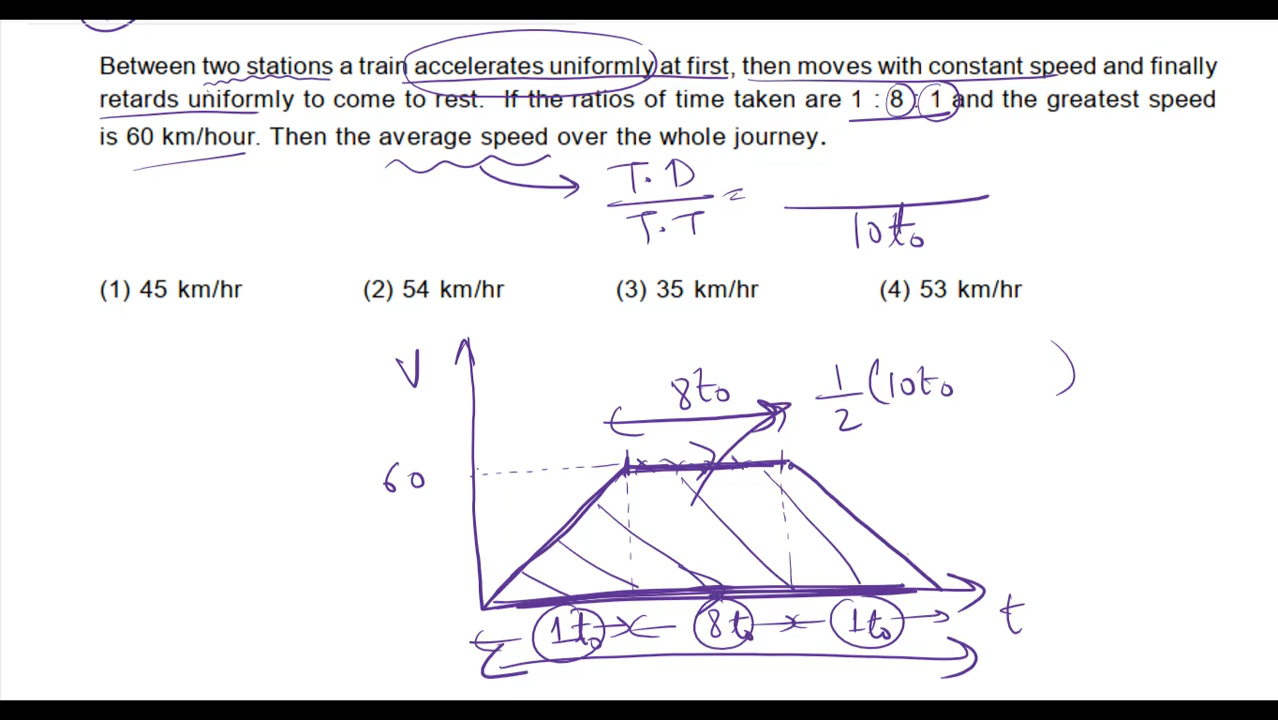 Between two stations a train accelerates uniformly at first, then moves with constant speed and finally
retards uniformly to come to rest. If the ratios of time taken are 1 : 8 : 1 and the greatest speed
is 60 km/hour. Then the average speed over the whole journey.
T.D / T.T = / 10t₀
(1) 45 km/hr (2) 54 km/hr (3) 35 km/hr (4) 53 km/hr
V 8t₀ 1/2 (10t₀ )
60
1t₀ 8t₀ 1t₀ t